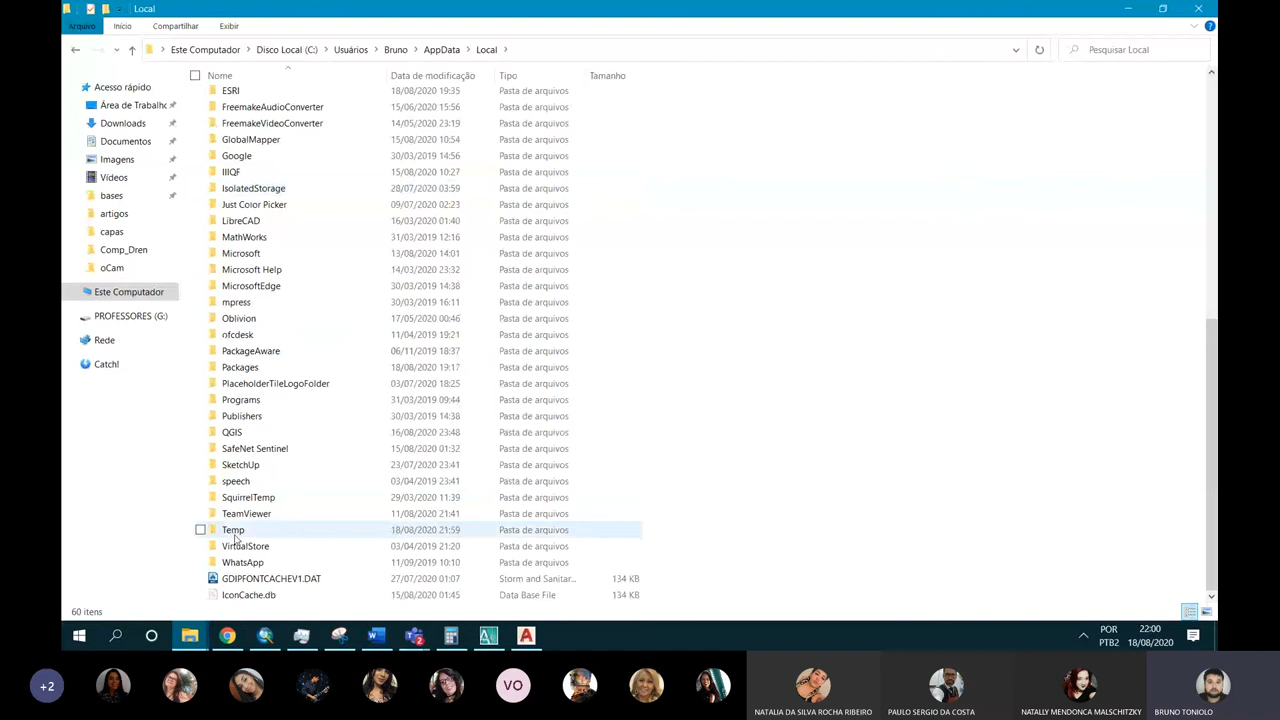 Local
Arquivo Início Compartilhar Exibir
Este Computador > Disco Local (C:) > Usuários > Bruno > AppData > Local >
Pesquisar Local
Nome Data de modificação Tipo Tamanho
Acesso rápido
Área de Trabalho
Downloads
Documentos
Imagens
Vídeos
bases
artigos
capas
Comp_Dren
oCam
Este Computador
PROFESSORES (G:)
Rede
Catch!
ESRI 18/08/2020 19:35 Pasta de arquivos
FreemakeAudioConverter 15/06/2020 15:56 Pasta de arquivos
FreemakeVideoConverter 14/05/2020 23:19 Pasta de arquivos
GlobalMapper 15/08/2020 10:54 Pasta de arquivos
Google 30/03/2019 14:56 Pasta de arquivos
IIIQF 15/08/2020 10:27 Pasta de arquivos
IsolatedStorage 28/07/2020 03:59 Pasta de arquivos
Just Color Picker 09/07/2020 02:23 Pasta de arquivos
LibreCAD 16/03/2019 01:40 Pasta de arquivos
MathWorks 31/03/2019 12:16 Pasta de arquivos
Microsoft 13/08/2020 14:01 Pasta de arquivos
Microsoft Help 14/03/2020 23:32 Pasta de arquivos
MicrosoftEdge 30/03/2019 14:38 Pasta de arquivos
mpress 30/03/2019 16:11 Pasta de arquivos
Oblivion 17/05/2020 00:46 Pasta de arquivos
ofcdesk 11/04/2019 19:21 Pasta de arquivos
PackageAware 06/11/2019 18:37 Pasta de arquivos
Packages 18/08/2020 19:17 Pasta de arquivos
PlaceholderTileLogoFolder 03/07/2020 18:25 Pasta de arquivos
Programs 31/03/2019 09:44 Pasta de arquivos
Publishers 30/03/2019 14:38 Pasta de arquivos
QGIS 16/08/2020 23:48 Pasta de arquivos
SafeNet Sentinel 15/08/2020 01:32 Pasta de arquivos
SketchUp 23/07/2020 23:41 Pasta de arquivos
speech 03/04/2019 23:41 Pasta de arquivos
SquirrelTemp 29/03/2020 11:39 Pasta de arquivos
TeamViewer 11/08/2020 21:41 Pasta de arquivos
Temp 18/08/2020 21:59 Pasta de arquivos
VirtualStore 03/04/2019 21:20 Pasta de arquivos
WhatsApp 11/09/2019 10:10 Pasta de arquivos
GDIPFONTCACHEV1.DAT 27/07/2020 01:07 Storm and Sanitar... 134 KB
IconCache.db 15/08/2020 01:45 Data Base File 134 KB
60 itens
POR 22:00
PTB2 18/08/2020
+2
VO
NATALIA DA SILVA ROCHA RIBEIRO PAULO SERGIO DA COSTA NATALLY MENDONCA MALSCHITZKY BRUNO TONIOLO